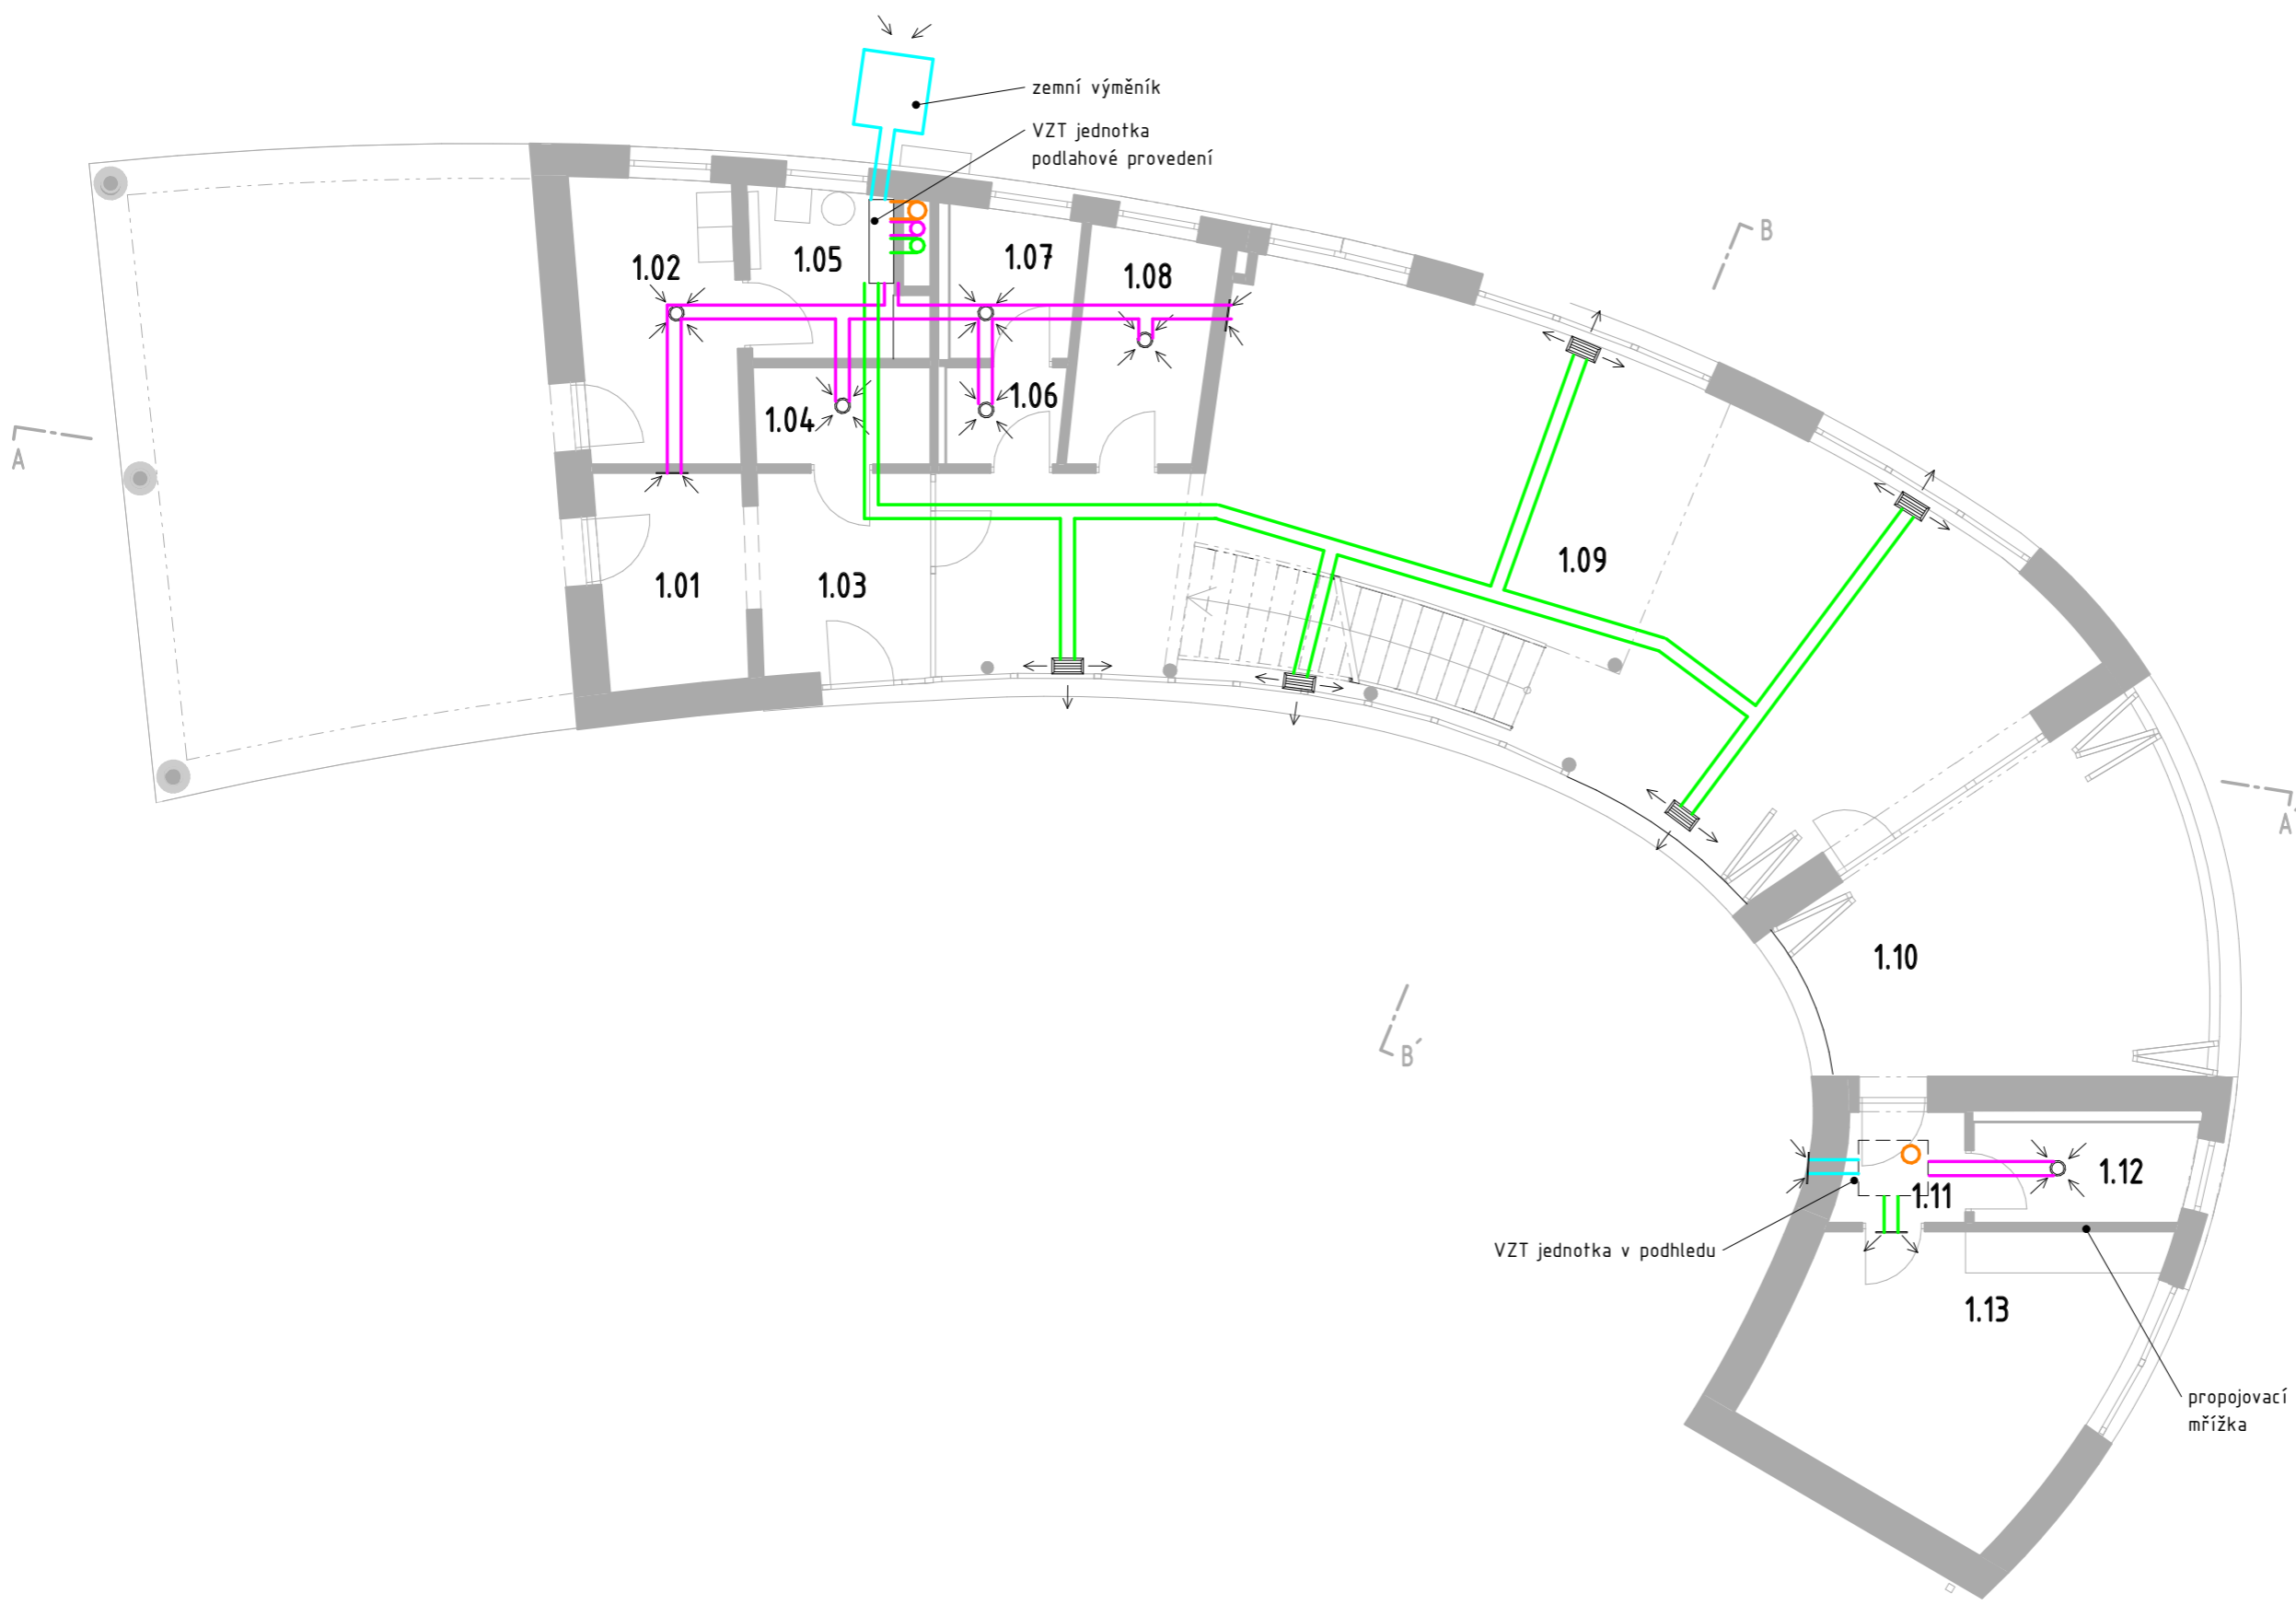 zemní výměník
VZT jednotka
podlahové provedení
B
1.02
1.05
1.07
1.08
1.04
1.06
A
1.01
1.03
1.09
A
1.10
B´
1.11
1.12
VZT jednotka v podhledu
1.13
propojovací
mřížka